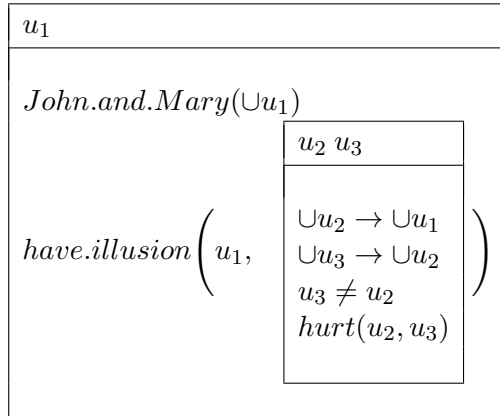 u₁
John.and.Mary(∪u₁)
have.illusion(u₁,
u₂ u₃
∪u₂ → ∪u₁
∪u₃ → ∪u₂
u₃ ≠ u₂
hurt(u₂, u₃)
)